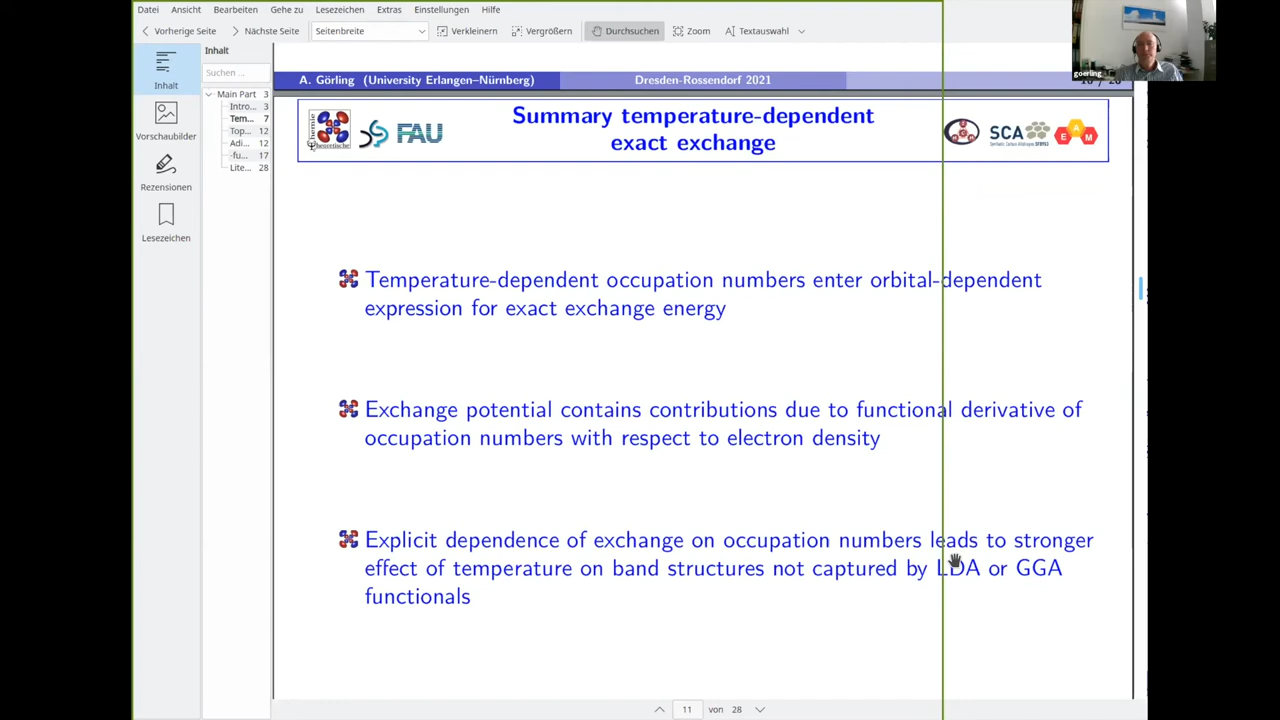 Datei Ansicht Bearbeiten Gehe zu Lesezeichen Extras Einstellungen Hilfe
Vorherige Seite Nächste Seite Seitenbreite Verkleinern Vergrößern Durchsuchen Zoom Textauswahl
goerling
Inhalt
Vorschaubilder
Rezensionen
Lesezeichen
Inhalt
Suchen ...
Main Part 3
Intro... 3
Tem... 7
Top... 12
Adi... 12
-fu... 17
Lite... 28
A. Görling (University Erlangen–Nürnberg) Dresden-Rossendorf 2021
Theoretische Chemie
FAU
Summary temperature-dependent
exact exchange
SCA
EAM
Temperature-dependent occupation numbers enter orbital-dependent
expression for exact exchange energy
Exchange potential contains contributions due to functional derivative of
occupation numbers with respect to electron density
Explicit dependence of exchange on occupation numbers leads to stronger
effect of temperature on band structures not captured by LDA or GGA
functionals
11 von 28